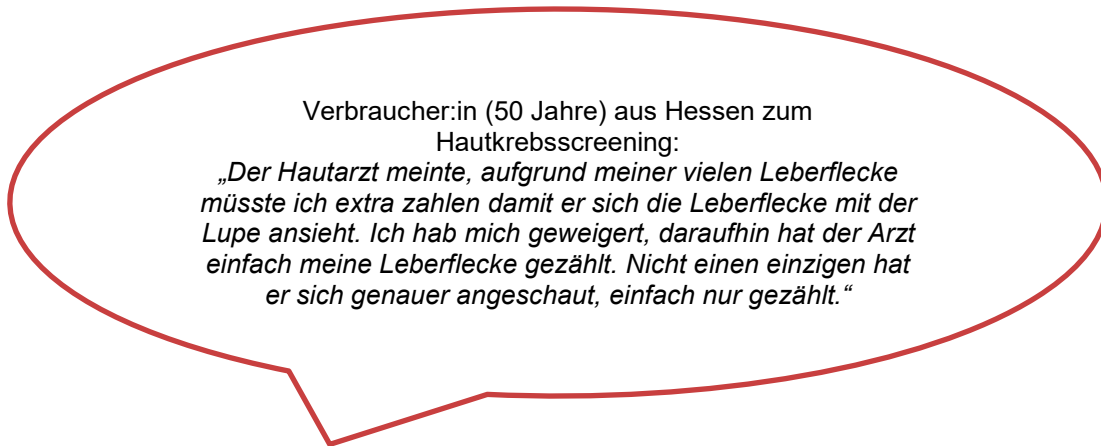 Verbraucher:in (50 Jahre) aus Hessen zum
Hautkrebsscreening:
„Der Hautarzt meinte, aufgrund meiner vielen Leberflecke
müsste ich extra zahlen damit er sich die Leberflecke mit der
Lupe ansieht. Ich hab mich geweigert, daraufhin hat der Arzt
einfach meine Leberflecke gezählt. Nicht einen einzigen hat
er sich genauer angeschaut, einfach nur gezählt.“